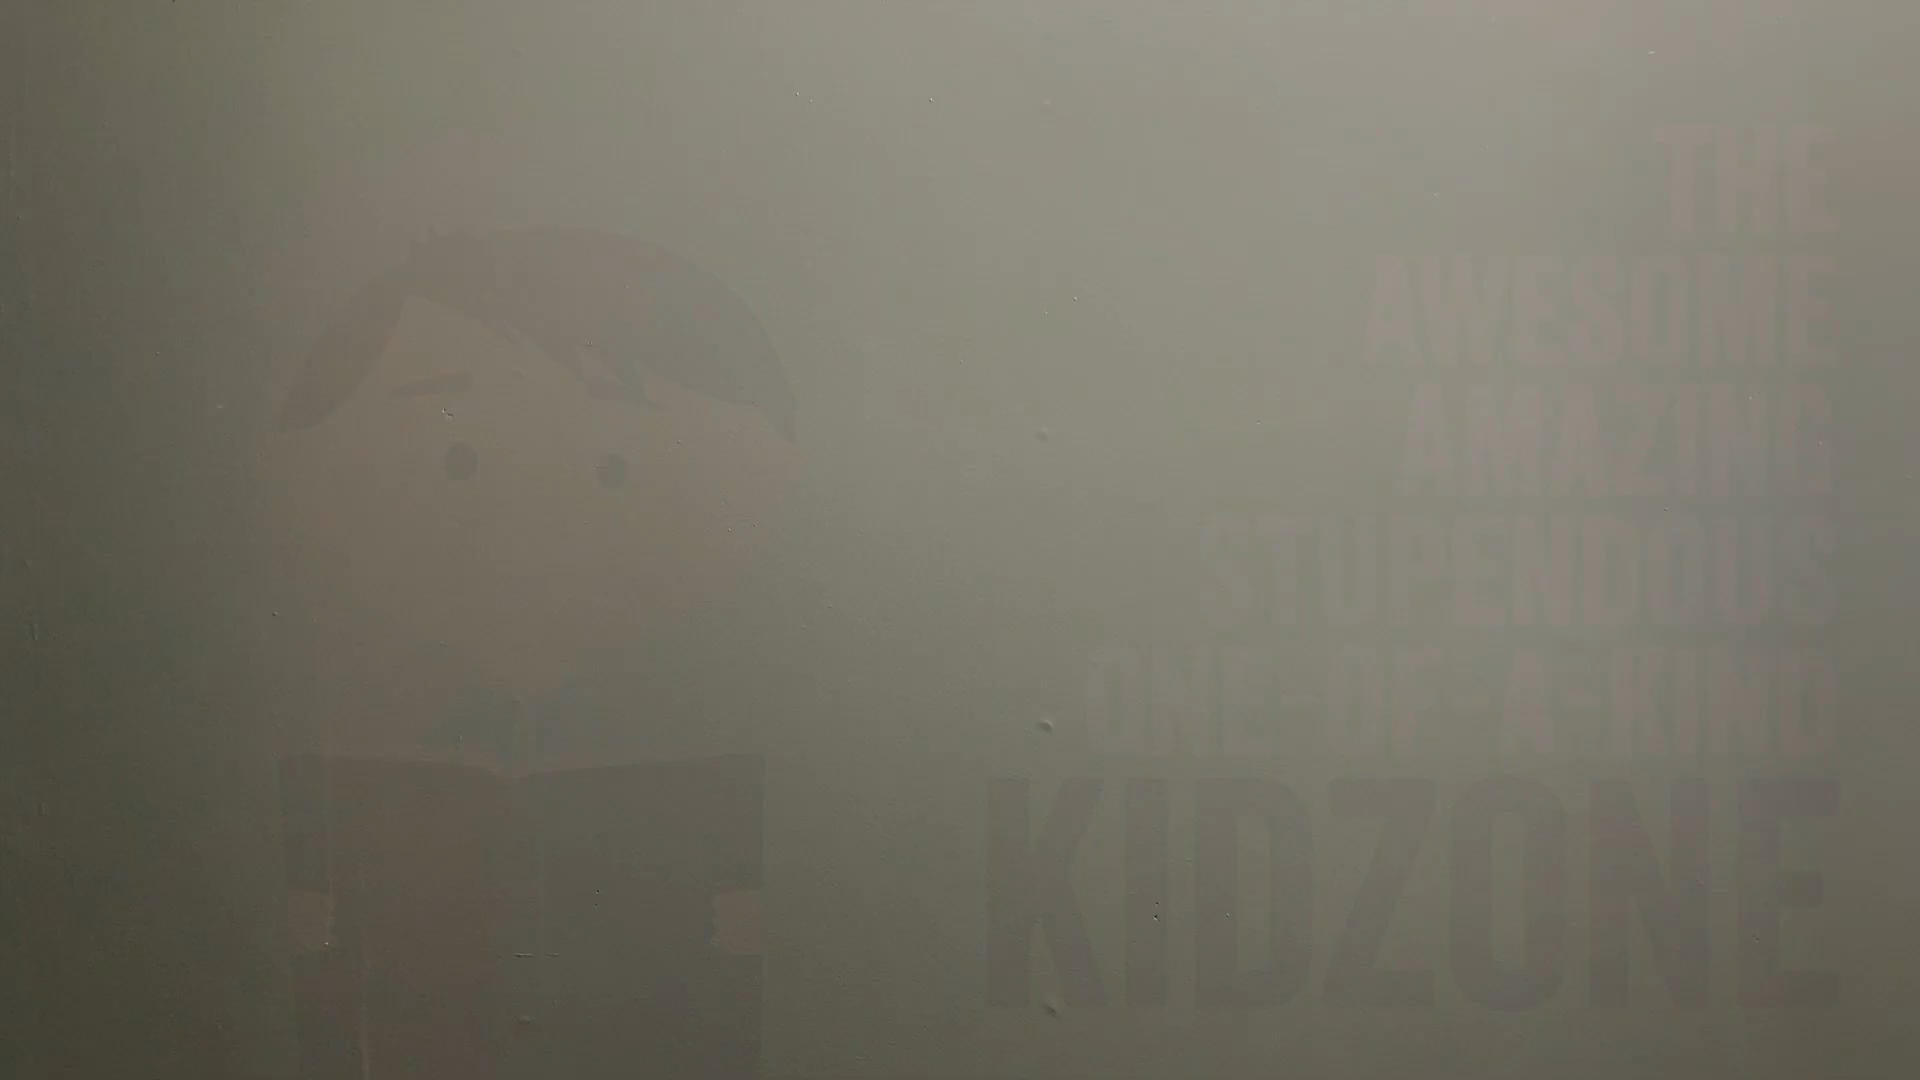 THE
AWESOME
AMAZING
STUPENDOUS
ONE-OF-A-KIND
KIDZONE